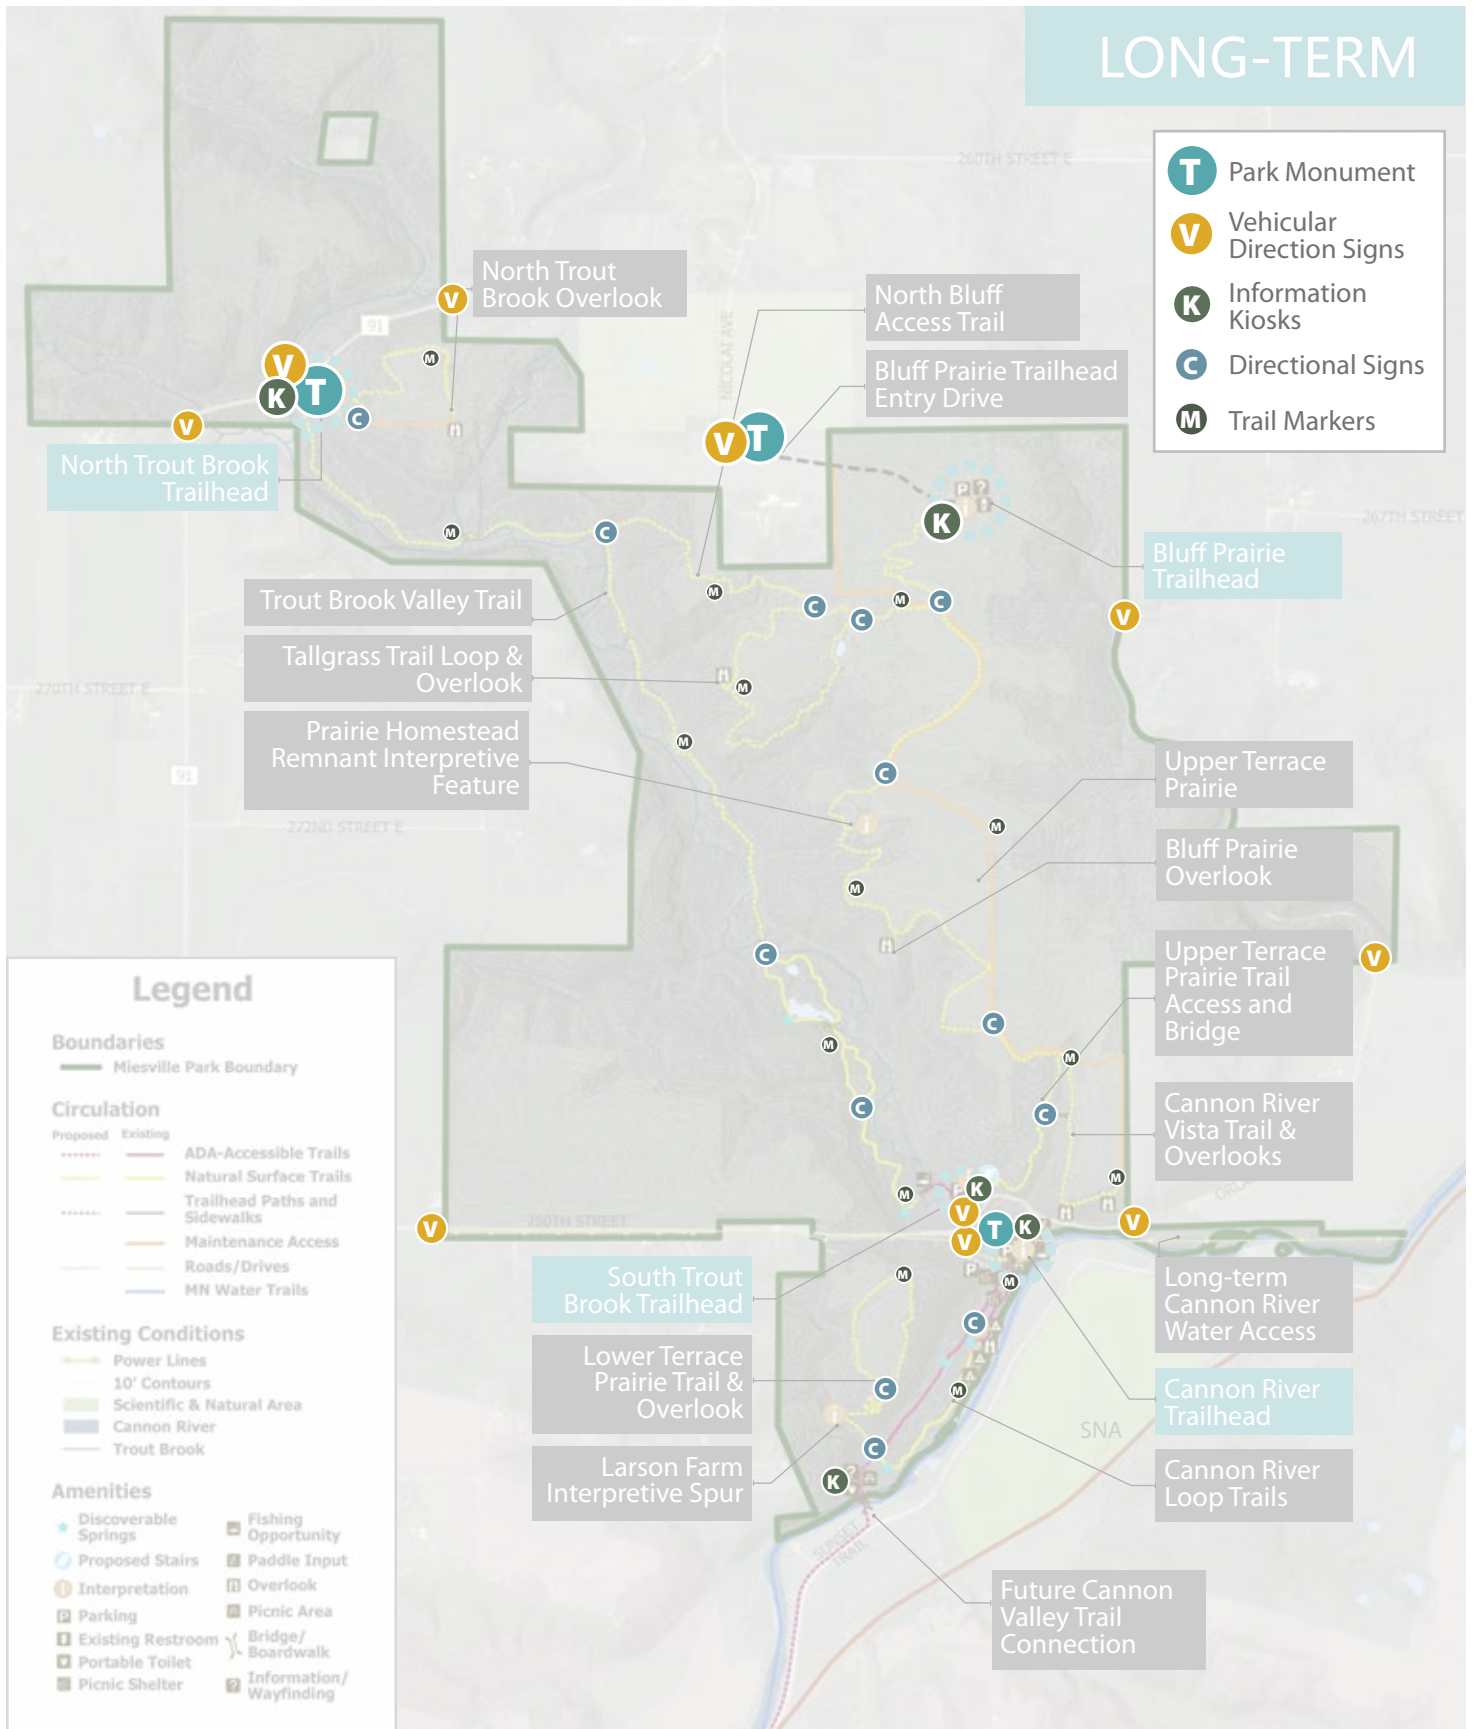 LONG-TERM
T Park Monument
V Vehicular
Direction Signs
K Information
Kiosks
C Directional Signs
M Trail Markers
260TH STREET E
North Trout
Brook Overlook
V
91
NICOLAI AVE
North Bluff
Access Trail
Bluff Prairie Trailhead
Entry Drive
V
K
T
C
M
V
North Trout Brook
Trailhead
V
T
P
?
K
267TH STREET
Bluff Prairie
Trailhead
M
C
Trout Brook Valley Trail
M
C
C
M
C
V
Tallgrass Trail Loop &
Overlook
M
270TH STREET E
Prairie Homestead
Remnant Interpretive
Feature
M
C
Upper Terrace
Prairie
91
272ND STREET E
i
M
Bluff Prairie
Overlook
M
C
V
Upper Terrace
Prairie Trail
Access and
Bridge
C
M
M
C
C
Cannon River
Vista Trail &
Overlooks
M
M
K
V
V
T
K
V
V
280TH STREET
South Trout
Brook Trailhead
M
P
i
M
Long-term
Cannon River
Water Access
C
Lower Terrace
Prairie Trail &
Overlook
C
M
Cannon River
Trailhead
SNA
i
C
Larson Farm
Interpretive Spur
K
?
Cannon River
Loop Trails
SUNSET
TRAIL
Future Cannon
Valley Trail
Connection
Legend
Boundaries
Miesville Park Boundary
Circulation
Proposed Existing
ADA-Accessible Trails
Natural Surface Trails
Trailhead Paths and
Sidewalks
Maintenance Access
Roads/Drives
MN Water Trails
Existing Conditions
Power Lines
10' Contours
Scientific & Natural Area
Cannon River
Trout Brook
Amenities
Discoverable
Springs
Proposed Stairs
i Interpretation
P Parking
Existing Restroom
Portable Toilet
Picnic Shelter
Fishing
Opportunity
Paddle Input
Overlook
Picnic Area
Bridge/
Boardwalk
? Information/
Wayfinding